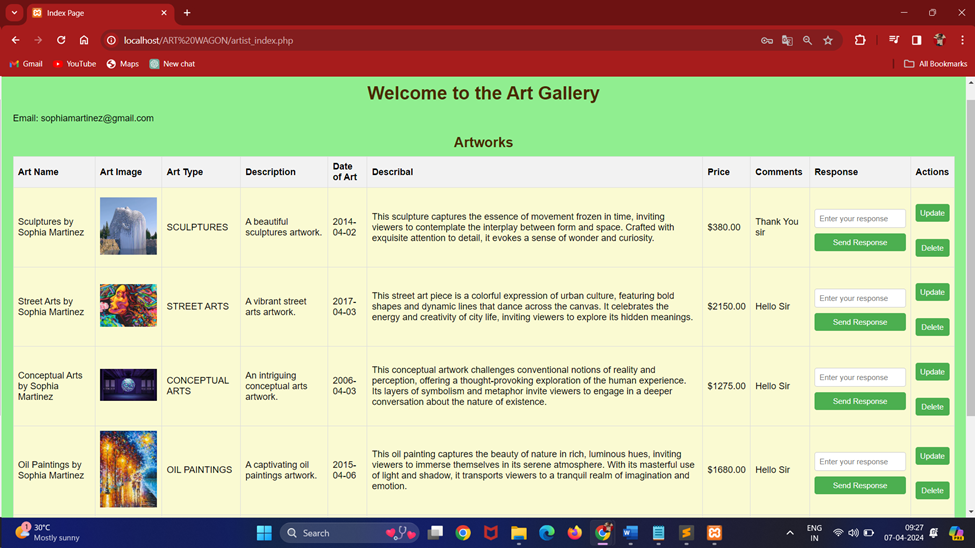 Index Page
localhost/ART%20WAGON/artist_index.php
Gmail
YouTube
Maps
New chat
All Bookmarks
Welcome to the Art Gallery
Email: sophiamartinez@gmail.com
Artworks
Art Name
Art Image
Art Type
Description
Date
of Art
Describal
Price
Comments
Response
Actions
Sculptures by
Sophia Martinez
SCULPTURES
A beautiful
sculptures artwork.
2014-
04-02
This sculpture captures the essence of movement frozen in time, inviting
viewers to contemplate the interplay between form and space. Crafted with
exquisite attention to detail, it evokes a sense of wonder and curiosity.
$380.00
Thank You
sir
Enter your response
Send Response
Update
Delete
Street Arts by
Sophia Martinez
STREET ARTS
A vibrant street
arts artwork.
2017-
04-03
This street art piece is a colorful expression of urban culture, featuring bold
shapes and dynamic lines that dance across the canvas. It celebrates the
energy and creativity of city life, inviting viewers to explore its hidden meanings.
$2150.00
Hello Sir
Enter your response
Send Response
Update
Delete
Conceptual Arts
by Sophia
Martinez
CONCEPTUAL
ARTS
An intriguing
conceptual arts
artwork.
2006-
04-03
This conceptual artwork challenges conventional notions of reality and
perception, offering a thought-provoking exploration of the human experience.
Its layers of symbolism and metaphor invite viewers to engage in a deeper
conversation about the nature of existence.
$1275.00
Hello Sir
Enter your response
Send Response
Update
Delete
Oil Paintings by
Sophia Martinez
OIL PAINTINGS
A captivating oil
paintings artwork.
2015-
04-06
This oil painting captures the beauty of nature in rich, luminous hues, inviting
viewers to immerse themselves in its serene atmosphere. With its masterful use
of light and shadow, it transports viewers to a tranquil realm of imagination and
emotion.
$1680.00
Hello Sir
Enter your response
Send Response
Update
Delete
1
30°C
Mostly sunny
Search
ENG
IN
09:27
07-04-2024